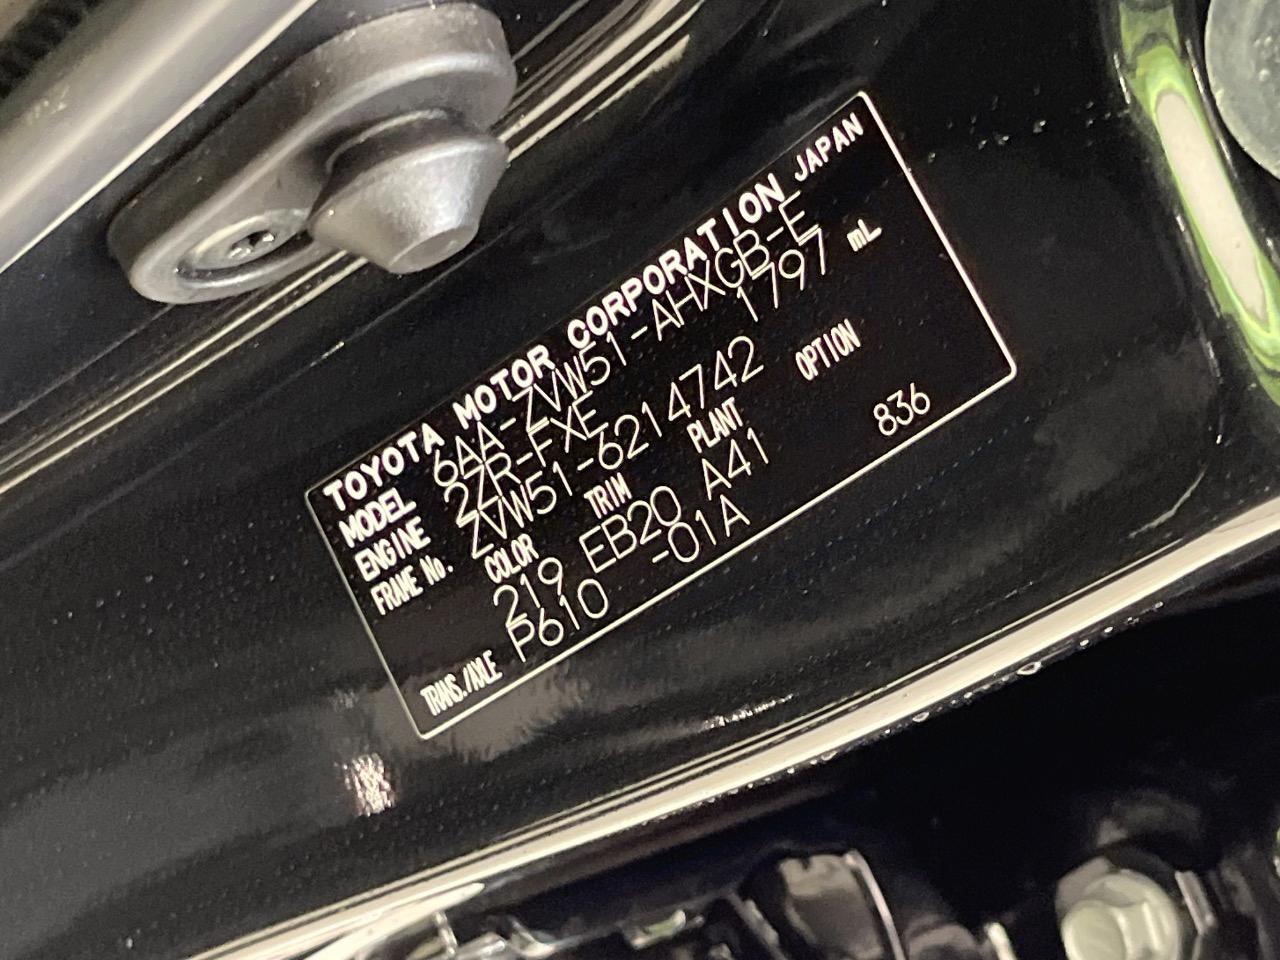 TOYOTA MOTOR CORPORATION JAPAN
MODEL 6AA-ZVW51-AHXGB-E
ENGINE 2ZR-FXE 1797 mL
FRAME No. ZVW51-6214742
COLOR TRIM PLANT OPTION
219 EB20 A41 836
TRANS./AXLE P610 -01A